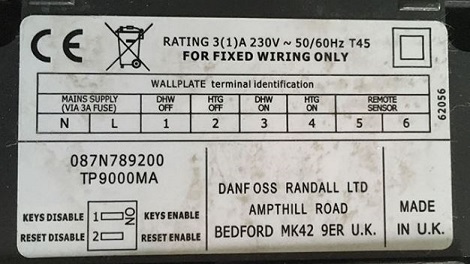 CE
RATING 3(1)A 230V ~ 50/60Hz T45
FOR FIXED WIRING ONLY
WALLPLATE terminal identification
MAINS SUPPLY (VIA 3A FUSE) DHW OFF HTG OFF DHW ON HTG ON REMOTE SENSOR
N L 1 2 3 4 5 6
62056
087N789200
TP9000MA
KEYS DISABLE 1 KEYS ENABLE
RESET DISABLE 2 RESET ENABLE
ON
DANFOSS RANDALL LTD
AMPTHILL ROAD
BEDFORD MK42 9ER U.K.
MADE
IN U.K.